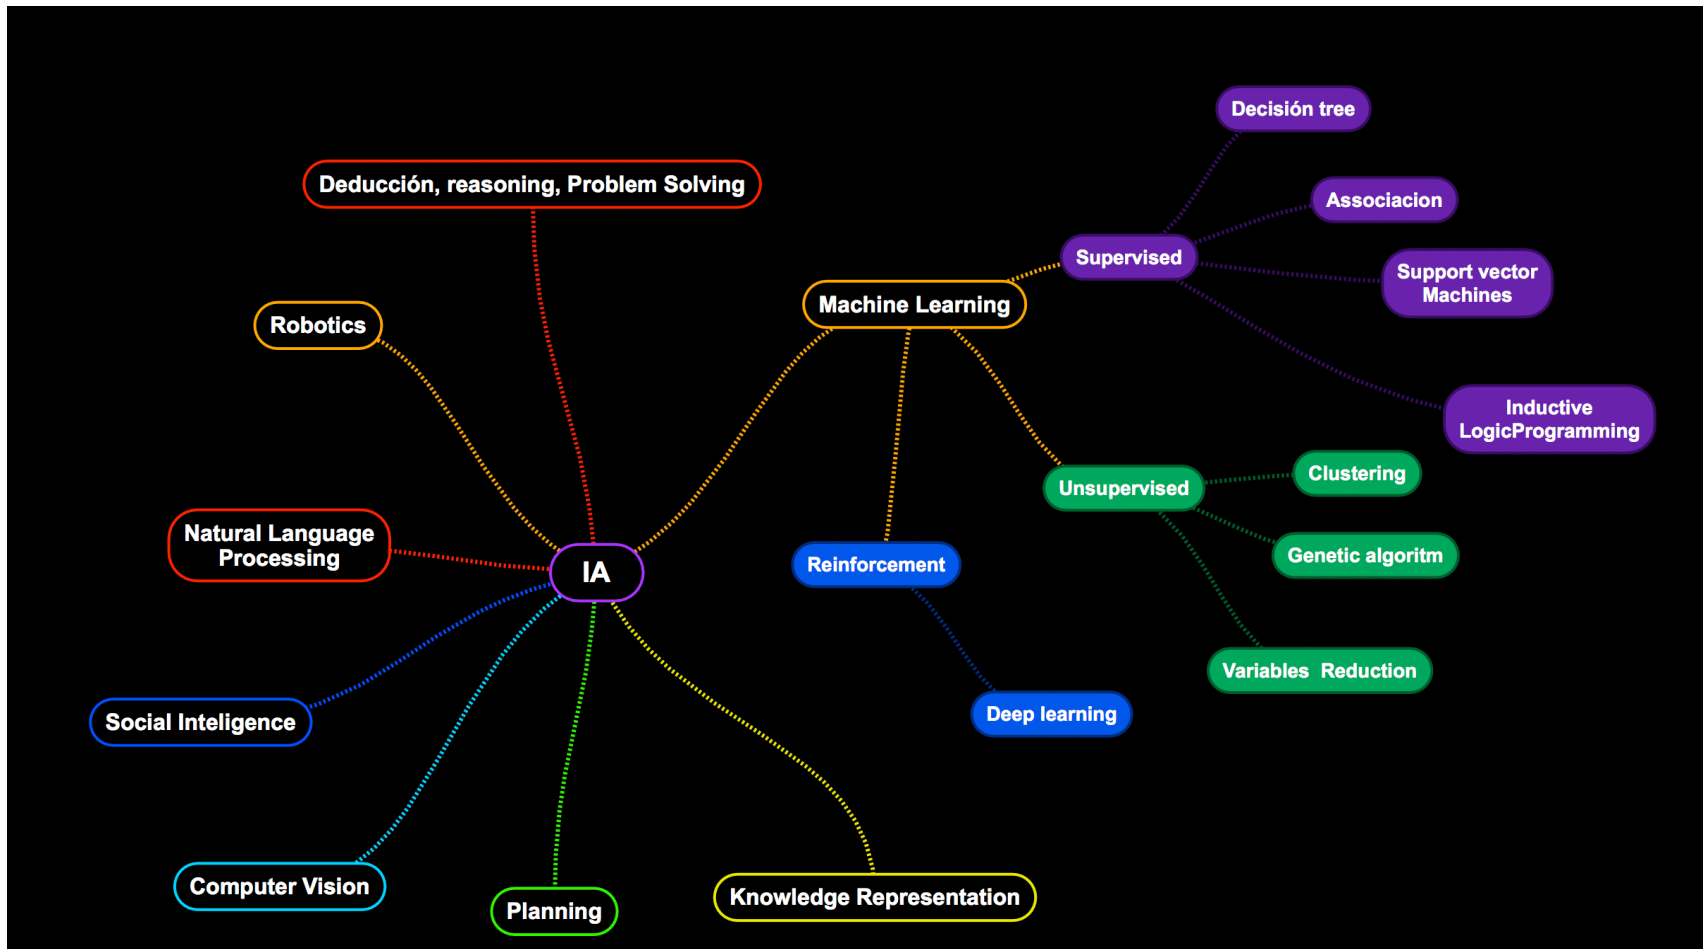 Decisión tree
Deducción, reasoning, Problem Solving
Associacion
Supervised
Support vector
Machines
Machine Learning
Robotics
Inductive
LogicProgramming
Clustering
Unsupervised
Natural Language
Processing
Genetic algoritm
Reinforcement
IA
Variables  Reduction
Deep learning
Social Inteligence
Computer Vision
Knowledge Representation
Planning